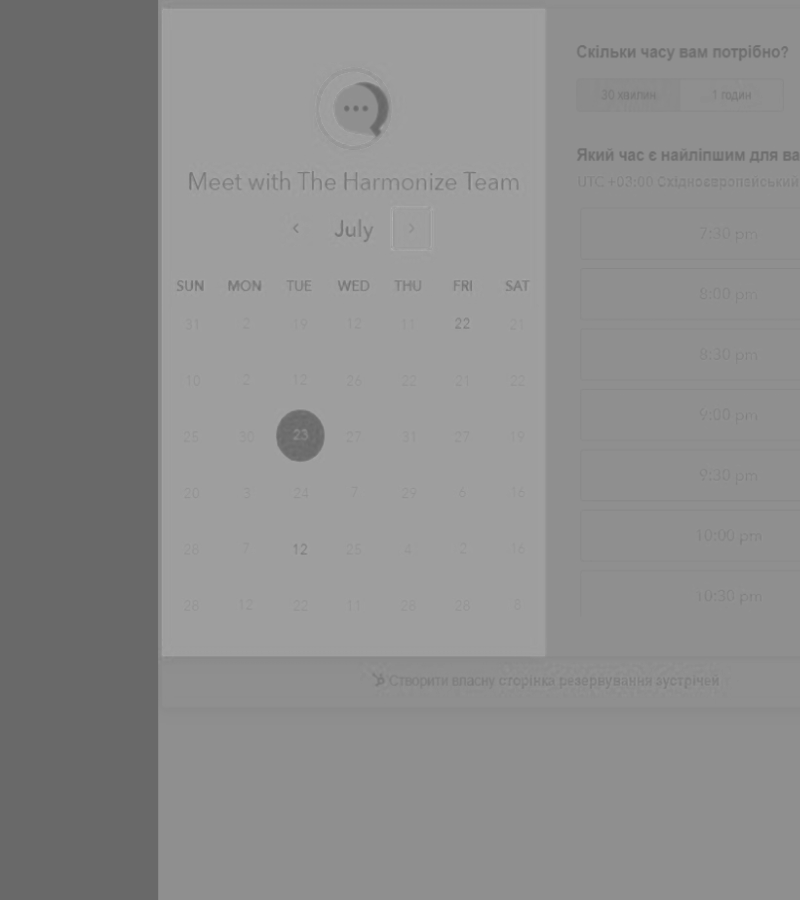 Meet with The Harmonize Team
July
SUN MON TUE WED THU FRI SAT
31 2 19 12 11 22 21
10 2 12 26 22 21 22
25 30 23 27 31 27 19
20 3 24 7 29 6 16
28 7 12 25 4 2 16
28 12 22 11 28 28 8
Скільки часу вам потрібно?
30 хвилин 1 годин
Який час є найліпшим для ва
UTC +03:00 Східноєвропейський
7:30 pm
8:00 pm
8:30 pm
9:00 pm
9:30 pm
10:00 pm
10:30 pm
Створити власну сторінка резервування зустрічей